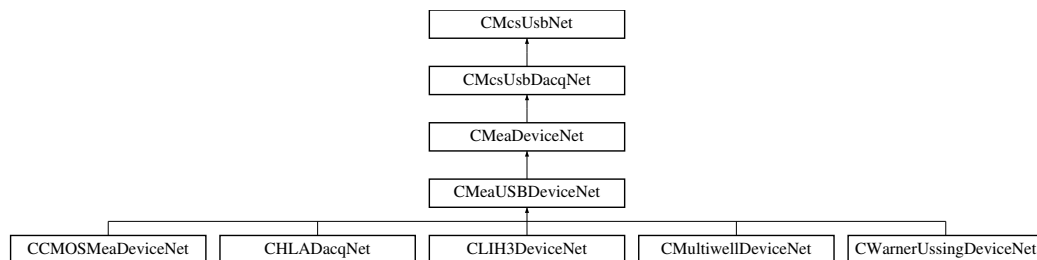 CMcsUsbNet
CMcsUsbDacqNet
CMeaDeviceNet
CMeaUSBDeviceNet
CCMOSMeaDeviceNet CHLADacqNet CLIH3DeviceNet CMultiwellDeviceNet CWarnerUssingDeviceNet